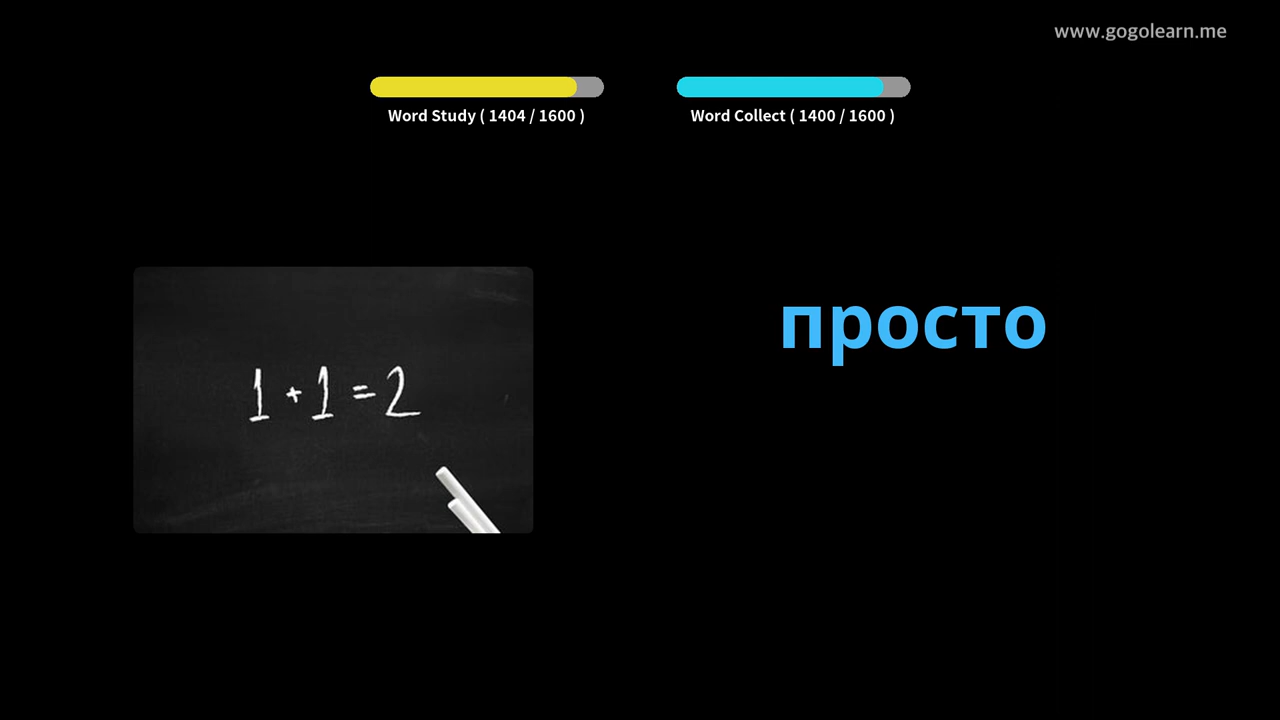 www.gogolearn.me
Word Study ( 1404 / 1600 )
Word Collect ( 1400 / 1600 )
просто
1 + 1 = 2